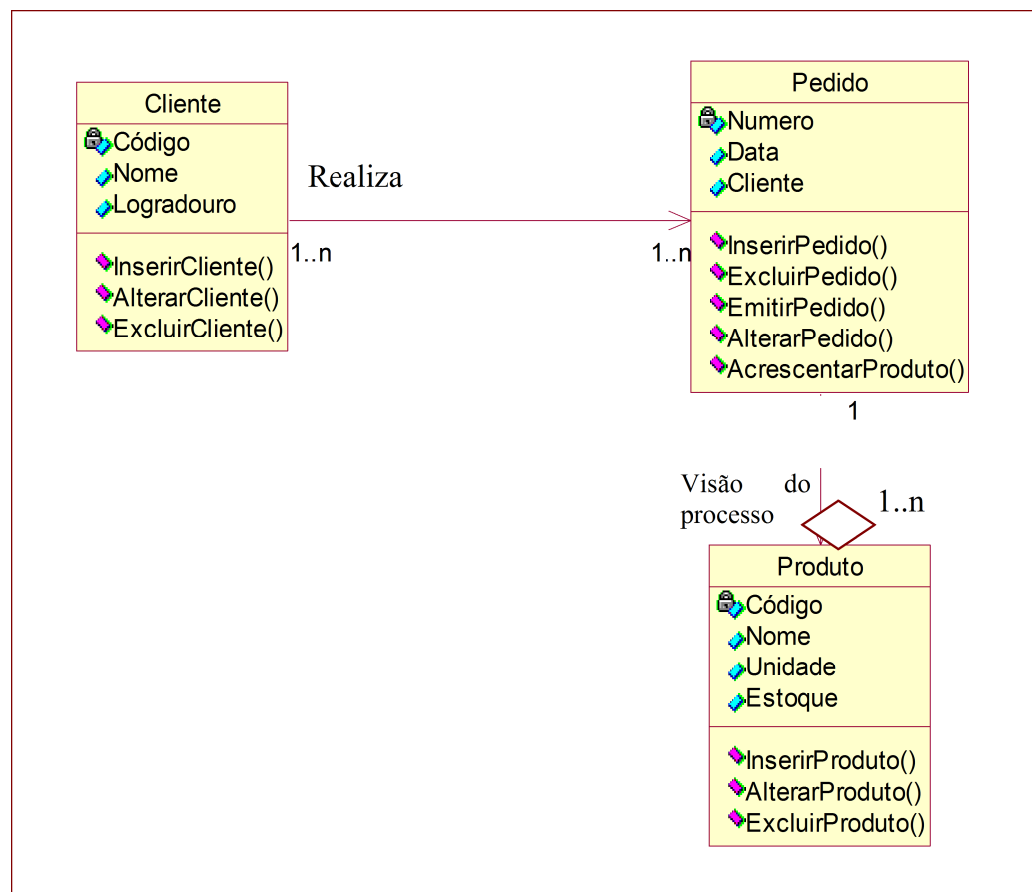 Cliente
Código
Nome
Logradouro
InserirCliente()
AlterarCliente()
ExcluirCliente()
Realiza
1..n
1..n
Pedido
Numero
Data
Cliente
InserirPedido()
ExcluirPedido()
EmitirPedido()
AlterarPedido()
AcrescentarProduto()
1
Visão do
processo
1..n
Produto
Código
Nome
Unidade
Estoque
InserirProduto()
AlterarProduto()
ExcluirProduto()